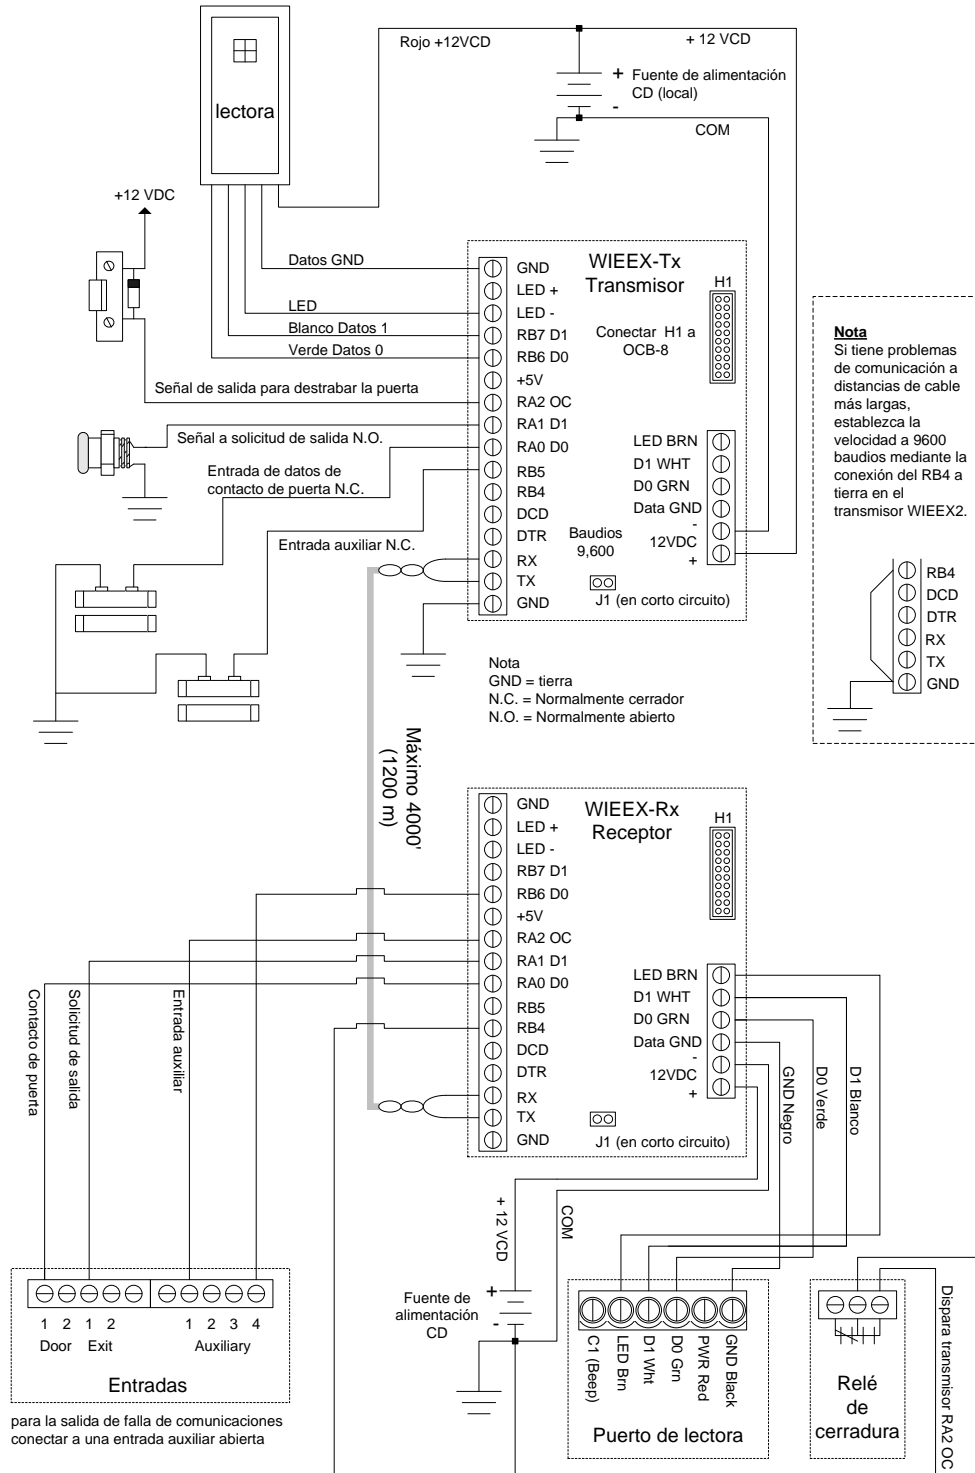 lectora
Rojo +12VCD
+ 12 VCD
+ Fuente de alimentación
CD (local)
-
COM
+12 VDC
Datos GND
LED
Blanco Datos 1
Verde Datos 0
Señal de salida para destrabar la puerta
Señal a solicitud de salida N.O.
Entrada de datos de
contacto de puerta N.C.
Entrada auxiliar N.C.
WIEEX-Tx
Transmisor
H1
Conectar H1 a
OCB-8
GND
LED +
LED -
RB7 D1
RB6 D0
+5V
RA2 OC
RA1 D1
RA0 D0
RB5
RB4
DCD
DTR
RX
TX
GND
LED BRN
D1 WHT
D0 GRN
Data GND
-
12VDC
+
Baudios
9,600
J1 (en corto circuito)
Nota
Si tiene problemas
de comunicación a
distancias de cable
más largas,
establezca la
velocidad a 9600
baudios mediante la
conexión del RB4 a
tierra en el
transmisor WIEEX2.
RB4
DCD
DTR
RX
TX
GND
Nota
GND = tierra
N.C. = Normalmente cerrador
N.O. = Normalmente abierto
Máximo 4000'
(1200 m)
WIEEX-Rx
Receptor
H1
GND
LED +
LED -
RB7 D1
RB6 D0
+5V
RA2 OC
RA1 D1
RA0 D0
RB5
RB4
DCD
DTR
RX
TX
GND
LED BRN
D1 WHT
D0 GRN
Data GND
-
12VDC
+
J1 (en corto circuito)
Contacto de puerta
Solicitud de salida
Entrada auxiliar
GND Negro
D0 Verde
D1 Blanco
+ 12 VCD
COM
+
Fuente de
alimentación
CD
-
1 2 1 2 1 2 3 4
Door Exit Auxiliary
Entradas
para la salida de falla de comunicaciones
conectar a una entrada auxiliar abierta
C1 (Beep)
LED Brn
D1 Wht
D0 Grn
PWR Red
GND Black
Puerto de lectora
Relé
de
cerradura
Dispara transmisor RA2 OC